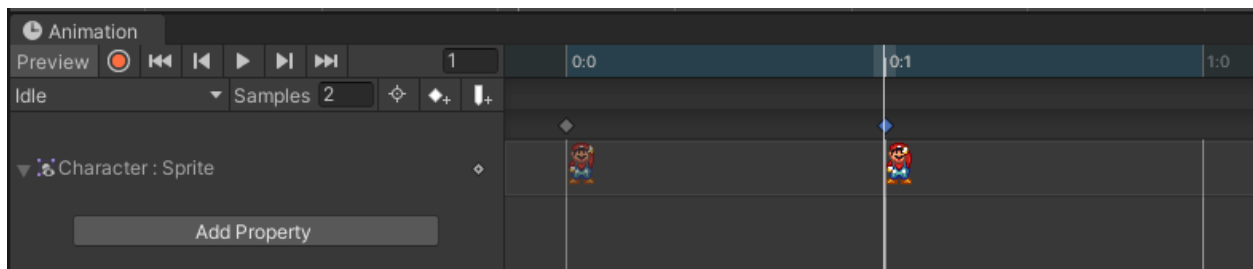 Animation
Preview 1 0:0 0:1 1:0
Idle Samples 2
Character : Sprite
Add Property